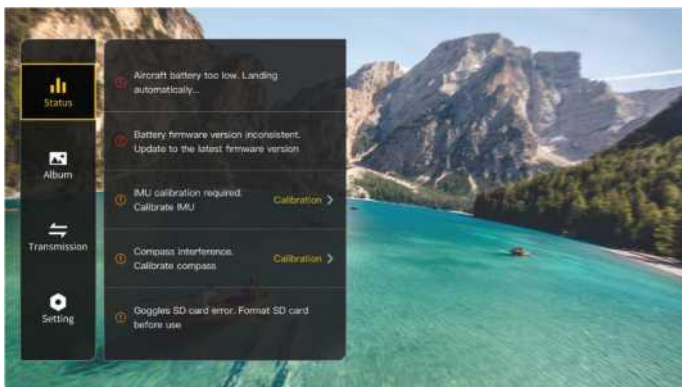 Status
Album
Transmission
Setting
Aircraft battery too low. Landing
automatically...
Battery firmware version inconsistent.
Update to the latest firmware version
IMU calibration required.
Calibrate IMU
Calibration
Compass interference.
Calibrate compass
Calibration
Goggles SD card error. Format SD card
before use